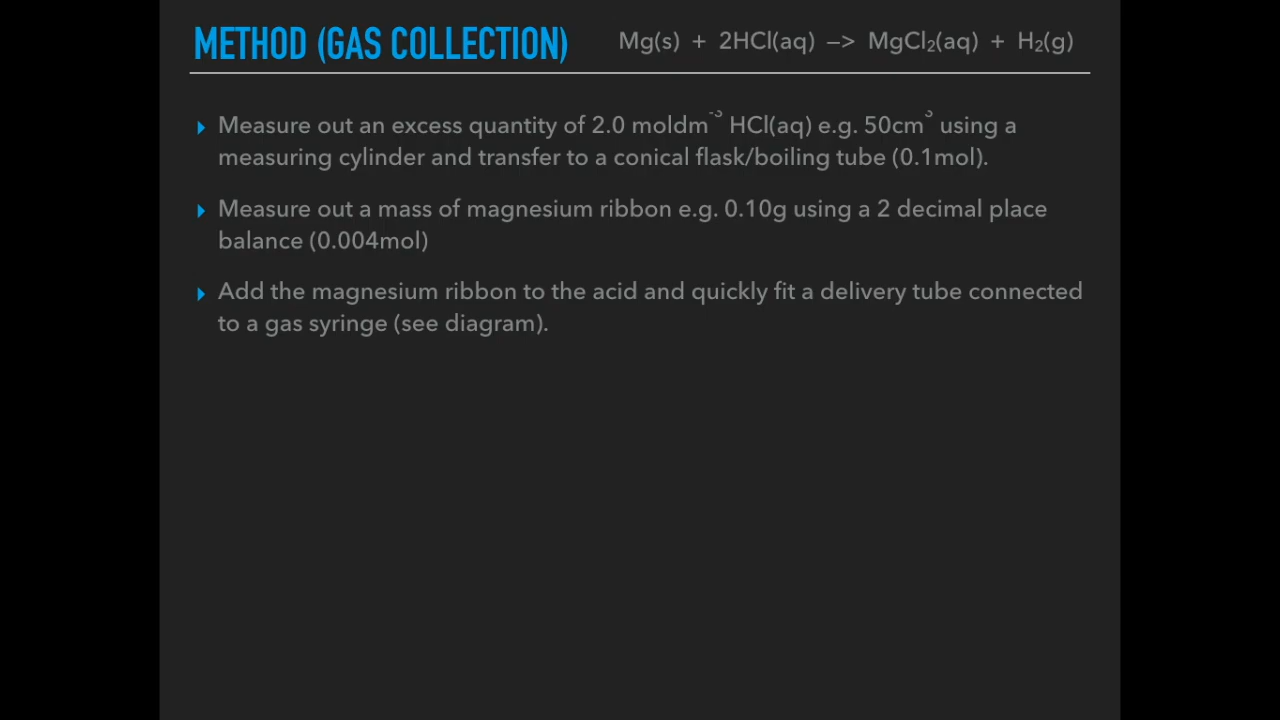 METHOD (GAS COLLECTION) Mg(s) + 2HCl(aq) —> MgCl₂(aq) + H₂(g)
Measure out an excess quantity of 2.0 moldm⁻³ HCl(aq) e.g. 50cm³ using a
measuring cylinder and transfer to a conical flask/boiling tube (0.1mol).
Measure out a mass of magnesium ribbon e.g. 0.10g using a 2 decimal place
balance (0.004mol)
Add the magnesium ribbon to the acid and quickly fit a delivery tube connected
to a gas syringe (see diagram).